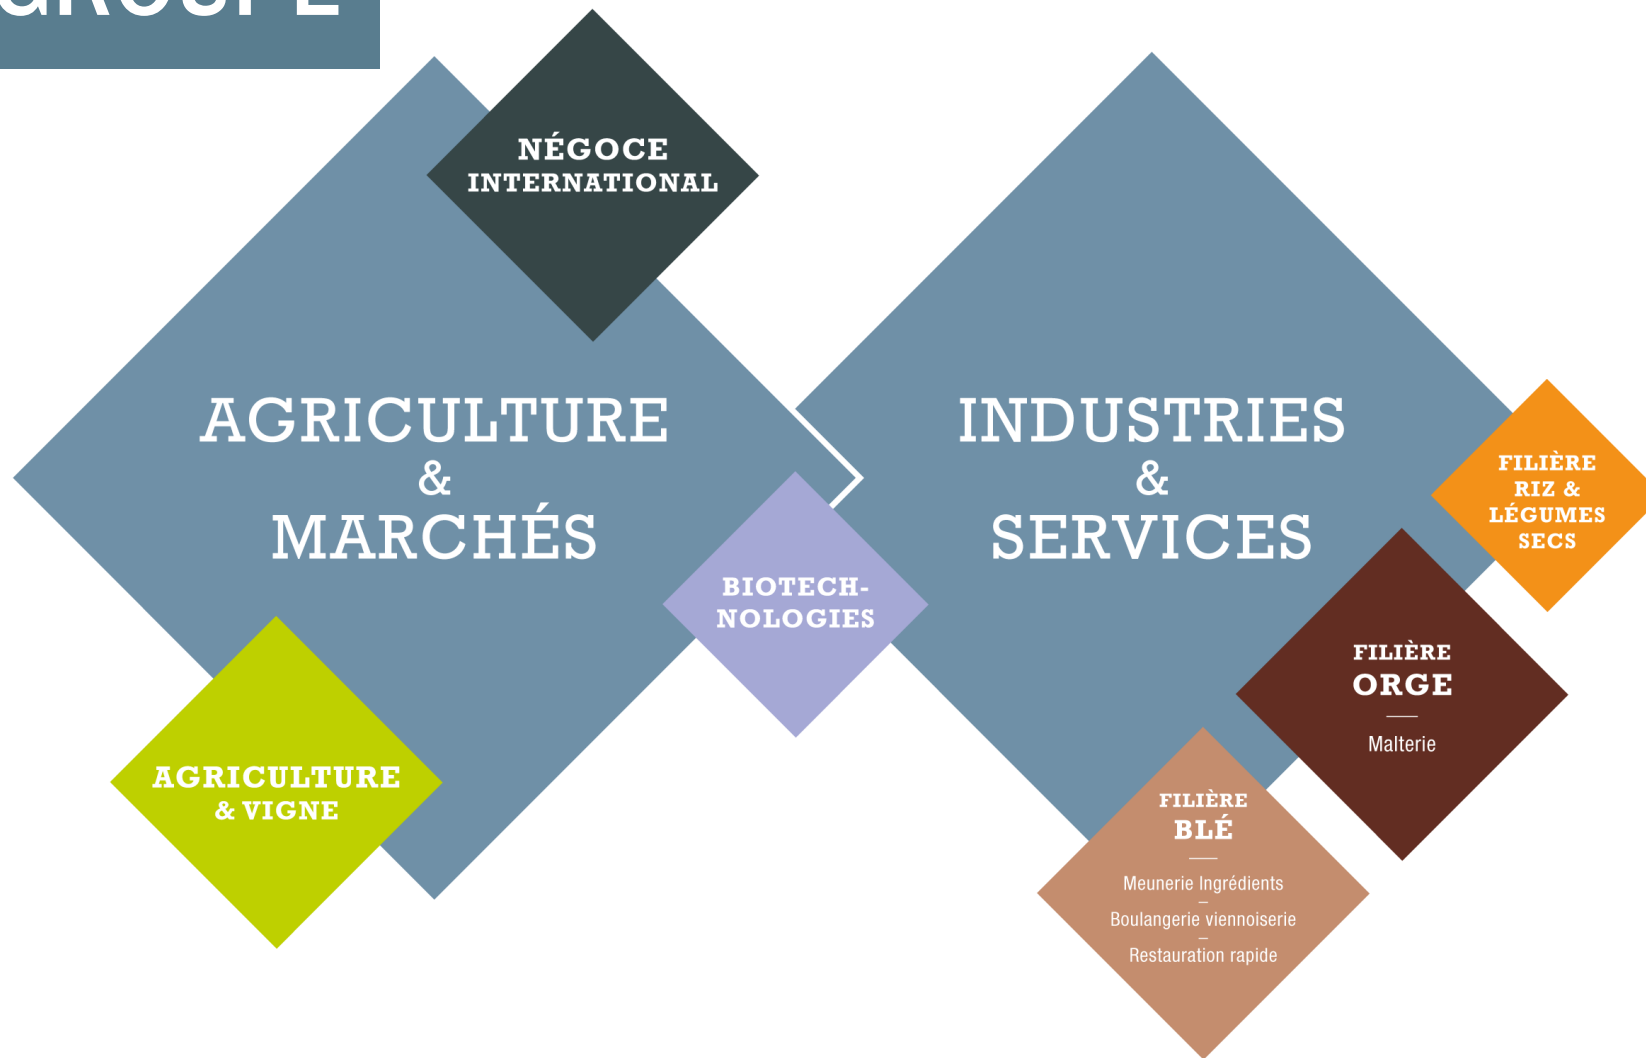 GROUPE
NÉGOCE
INTERNATIONAL
AGRICULTURE
&
MARCHÉS
BIOTECH-
NOLOGIES
AGRICULTURE
& VIGNE
INDUSTRIES
&
SERVICES
FILIÈRE
RIZ &
LÉGUMES
SECS
FILIÈRE
ORGE
Malterie
FILIÈRE
BLÉ
Meunerie Ingrédients
Boulangerie viennoiserie
Restauration rapide